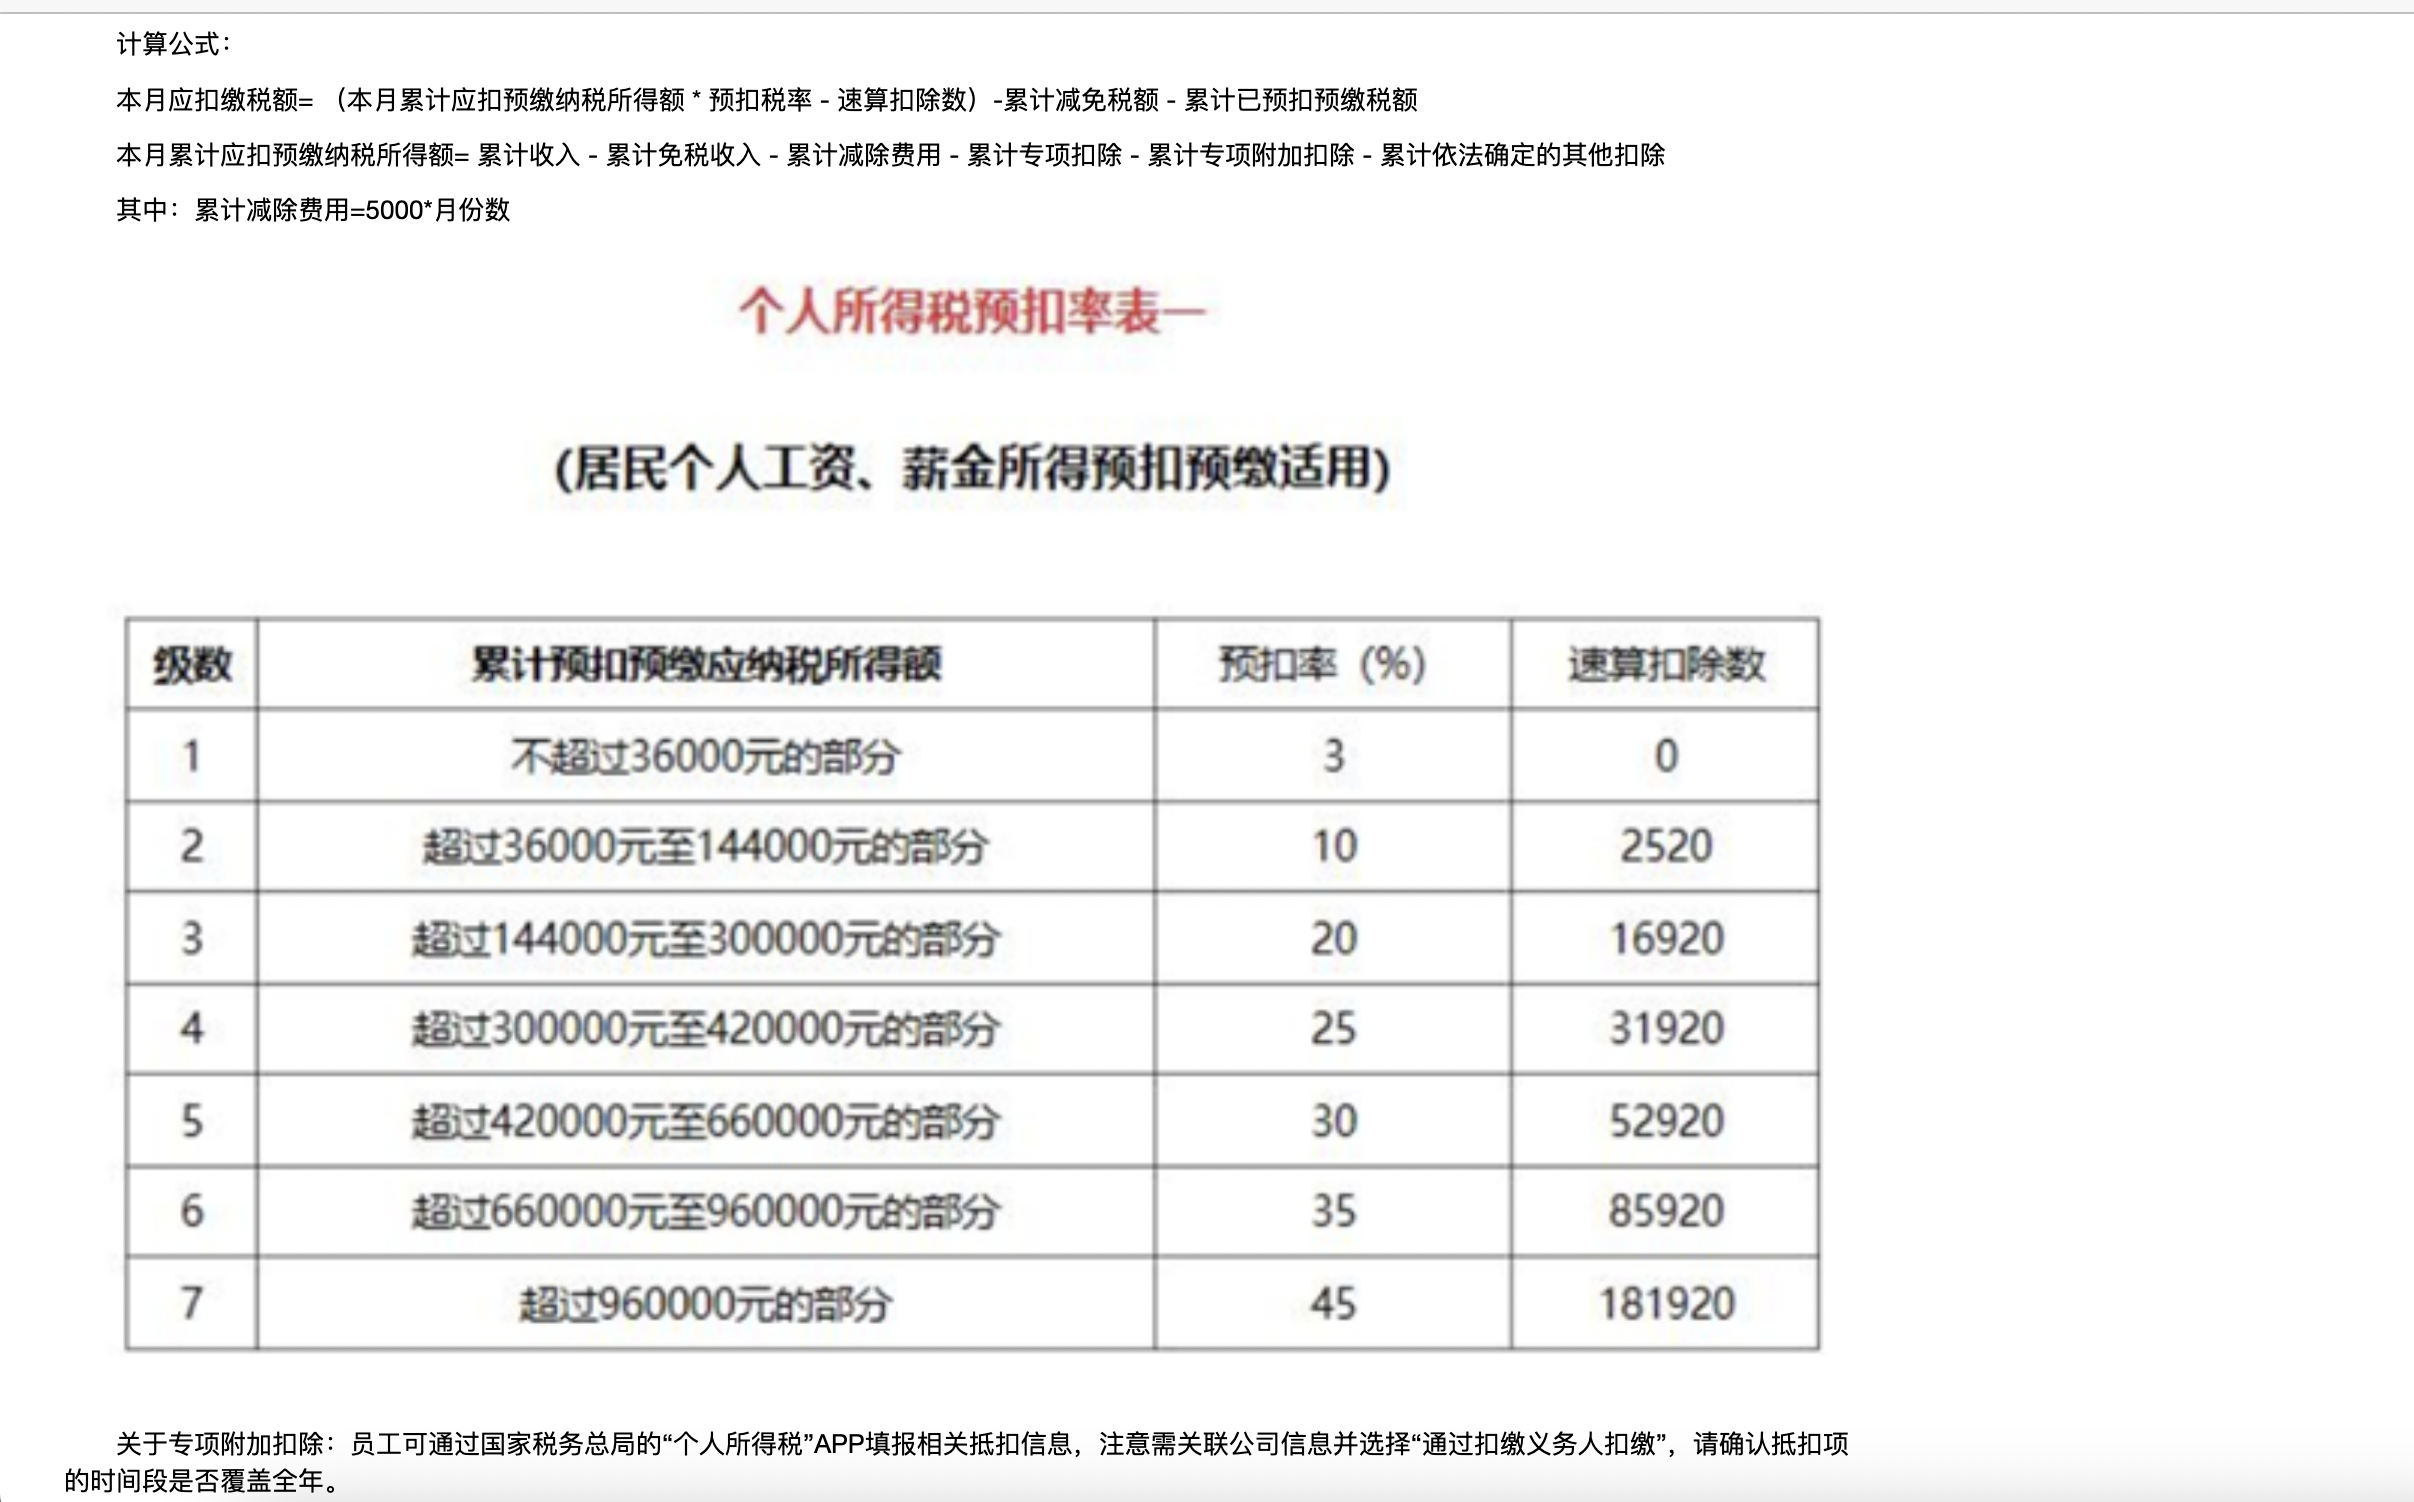 计算公式：
本月应扣缴税额= （本月累计应扣预缴纳税所得额 * 预扣税率 - 速算扣除数）-累计减免税额 - 累计已预扣预缴税额
本月累计应扣预缴纳税所得额= 累计收入 - 累计免税收入 - 累计减除费用 - 累计专项扣除 - 累计专项附加扣除 - 累计依法确定的其他扣除
其中：累计减除费用=5000*月份数
个人所得税预扣率表一
(居民个人工资、薪金所得预扣预缴适用)
级数 累计预扣预缴应纳税所得额 预扣率（%） 速算扣除数
1 不超过36000元的部分 3 0
2 超过36000元至144000元的部分 10 2520
3 超过144000元至300000元的部分 20 16920
4 超过300000元至420000元的部分 25 31920
5 超过420000元至660000元的部分 30 52920
6 超过660000元至960000元的部分 35 85920
7 超过960000元的部分 45 181920
关于专项附加扣除：员工可通过国家税务总局的“个人所得税”APP填报相关抵扣信息，注意需关联公司信息并选择“通过扣缴义务人扣缴”，请确认抵扣项
的时间段是否覆盖全年。